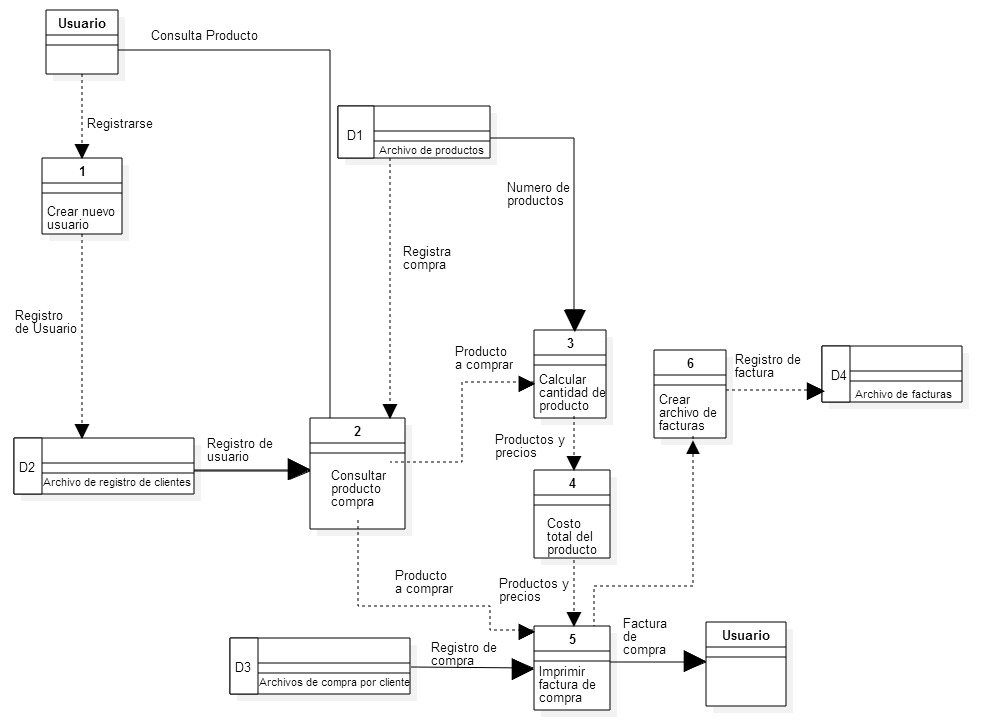 Usuario
Consulta Producto
Registrarse
D1
Archivo de productos
1
Crear nuevo
usuario
Numero de
productos
Registra
compra
Registro
de Usuario
3
Calcular
cantidad de
producto
Producto
a comprar
6
Crear
archivo de
facturas
Registro de
factura
D4
Archivo de facturas
D2
Archivo de registro de clientes
Registro de
usuario
2
Consultar
producto
compra
Productos y
precios
4
Costo
total del
producto
Producto
a comprar
Productos y
precios
D3
Archivos de compra por cliente
Registro de
compra
5
Imprimir
factura de
compra
Factura
de
compra
Usuario